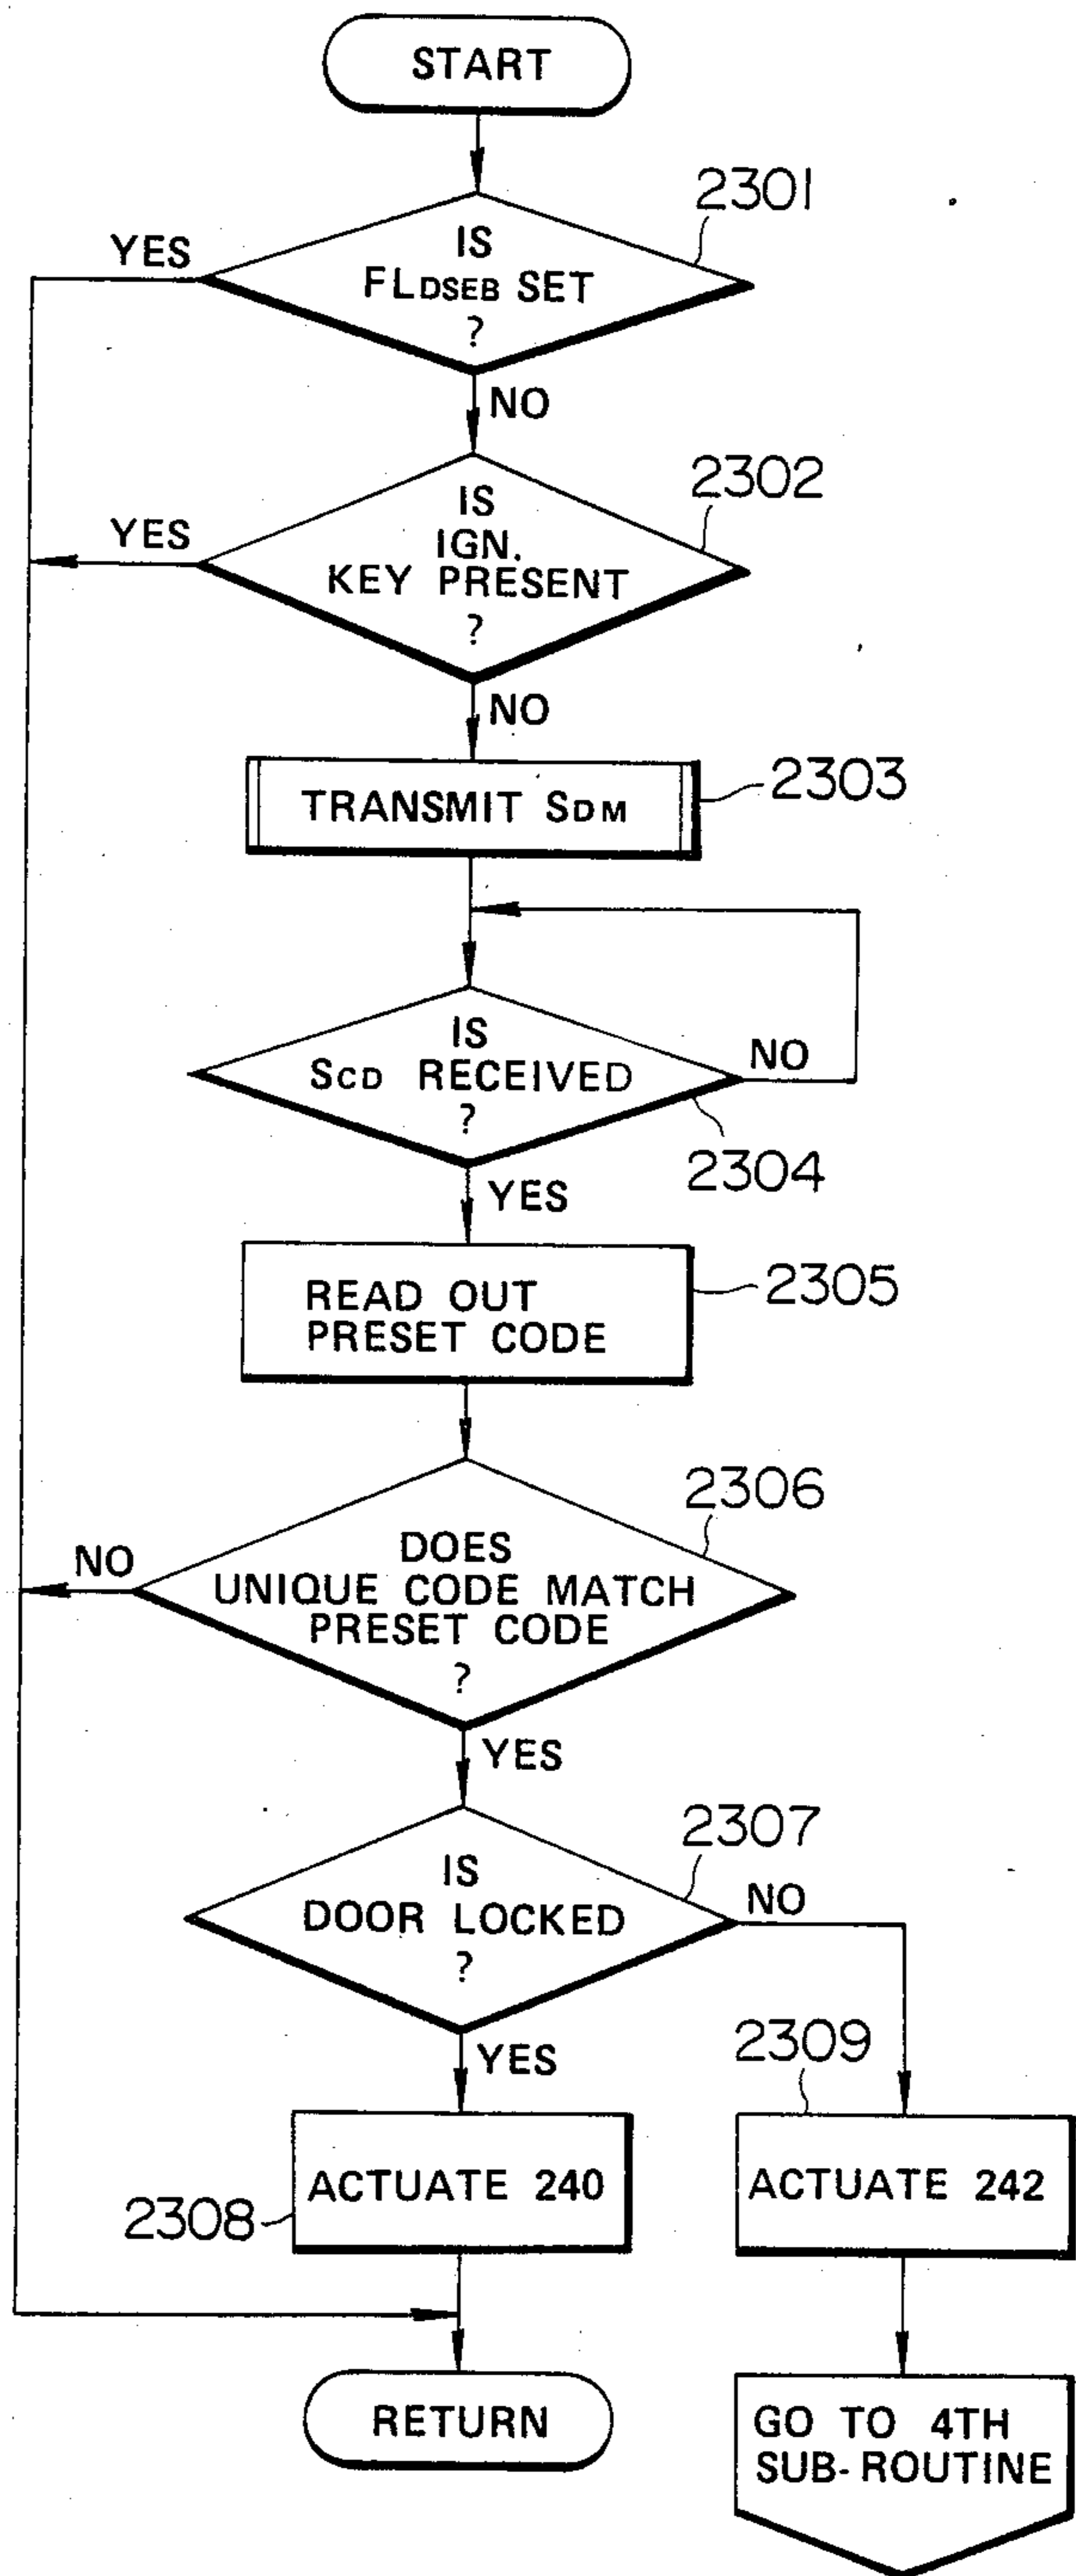 START
2301
IS
YES
FLDSEB SET
?
NO
2302
IS
YES
IGN.
KEY PRESENT
?
NO
TRANSMIT SDM
2303
IS
NO
SCD RECEIVED
?
2304
YES
READ OUT
PRESET CODE
2305
2306
DOES
NO
UNIQUE CODE MATCH
PRESET CODE
?
YES
2307
IS
NO
DOOR LOCKED
?
2309
YES
ACTUATE 240
ACTUATE 242
2308
RETURN
GO TO 4TH
SUB-ROUTINE